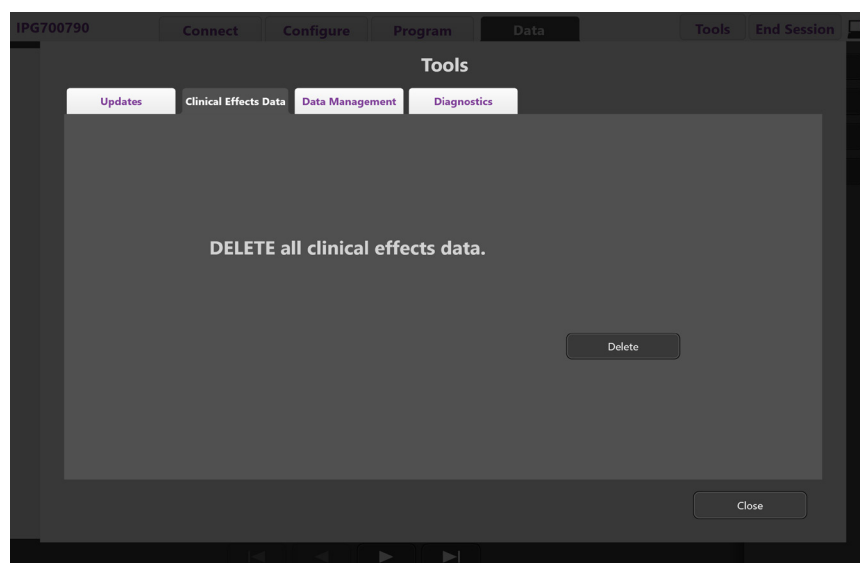 IPG700790 Connect Configure Program Data Tools End Session
Tools
Updates Clinical Effects Data Data Management Diagnostics
DELETE all clinical effects data.
Delete
Close